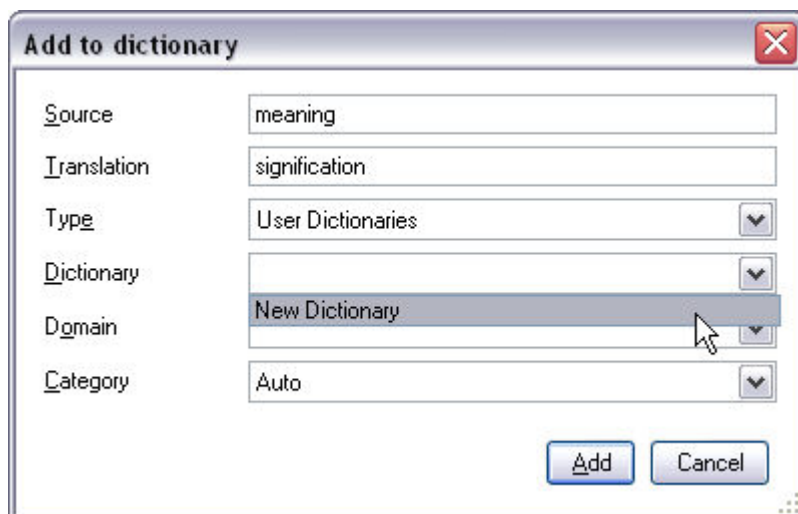 Add to dictionary
Source meaning
Translation signification
Type User Dictionaries
Dictionary
New Dictionary
Domain
Category Auto
Add Cancel